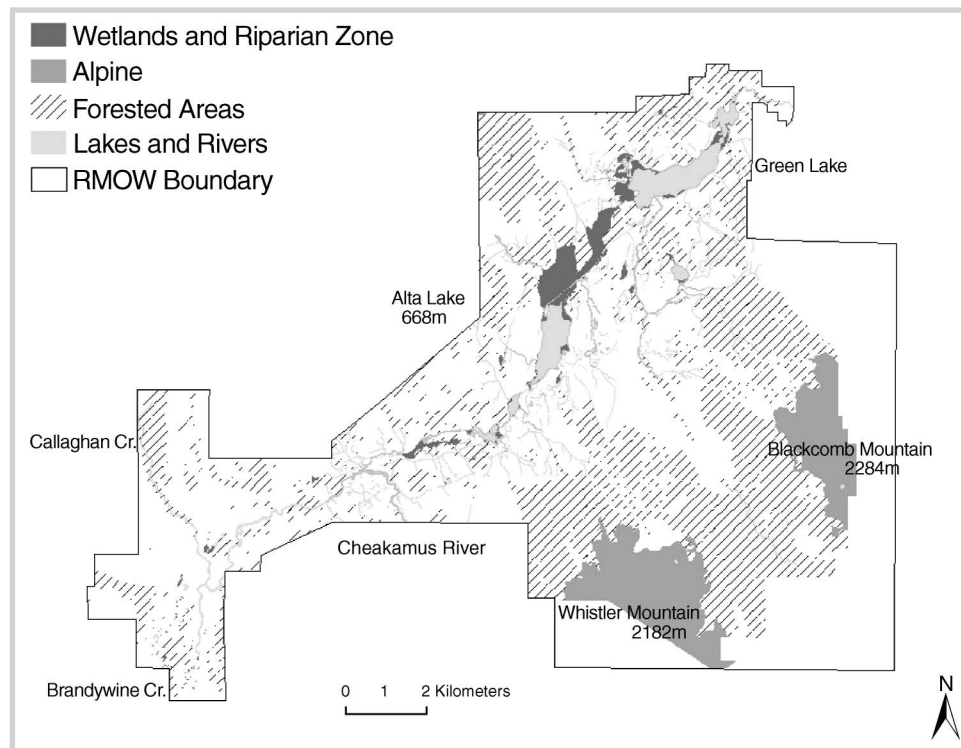 Wetlands and Riparian Zone
Alpine
Forested Areas
Lakes and Rivers
RMOW Boundary
Green Lake
Alta Lake
668m
Callaghan Cr.
Blackcomb Mountain
2284m
Cheakamus River
Whistler Mountain
2182m
Brandywine Cr.
0 1 2 Kilometers
N